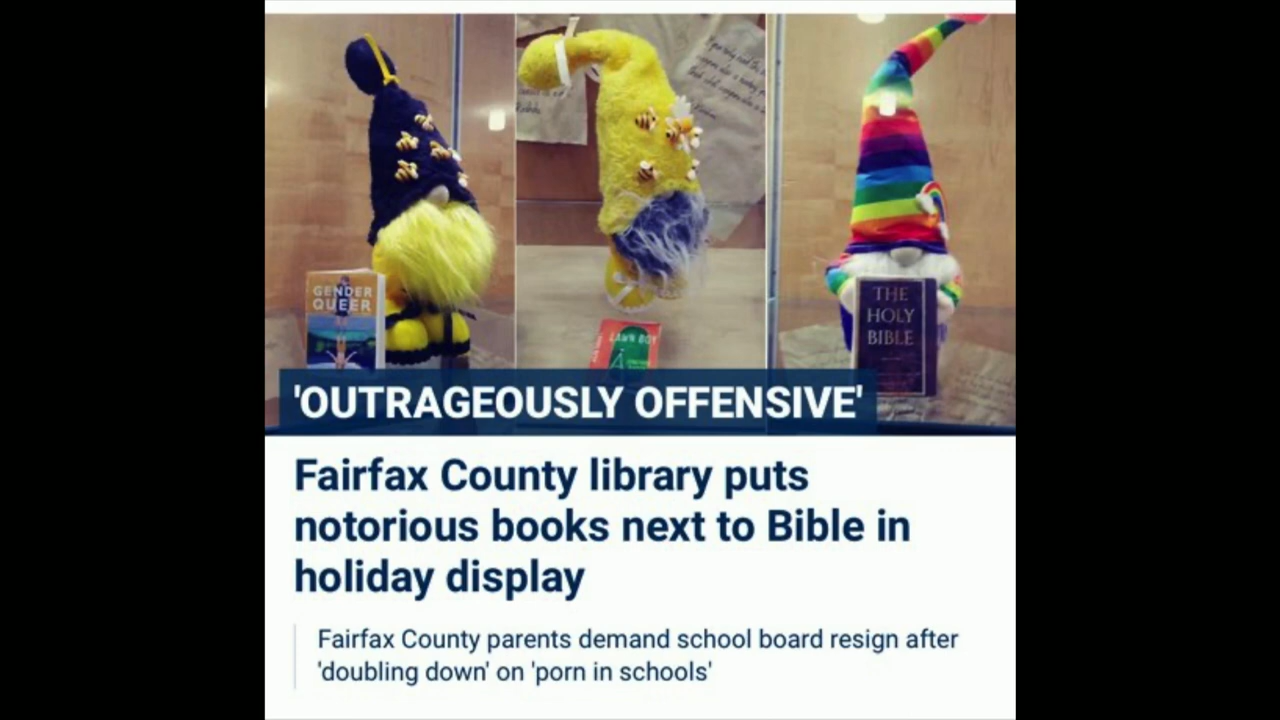 GENDER
QUEER
LAWN BOY
THE
HOLY
BIBLE
'OUTRAGEOUSLY OFFENSIVE'
Fairfax County library puts
notorious books next to Bible in
holiday display
Fairfax County parents demand school board resign after
'doubling down' on 'porn in schools'